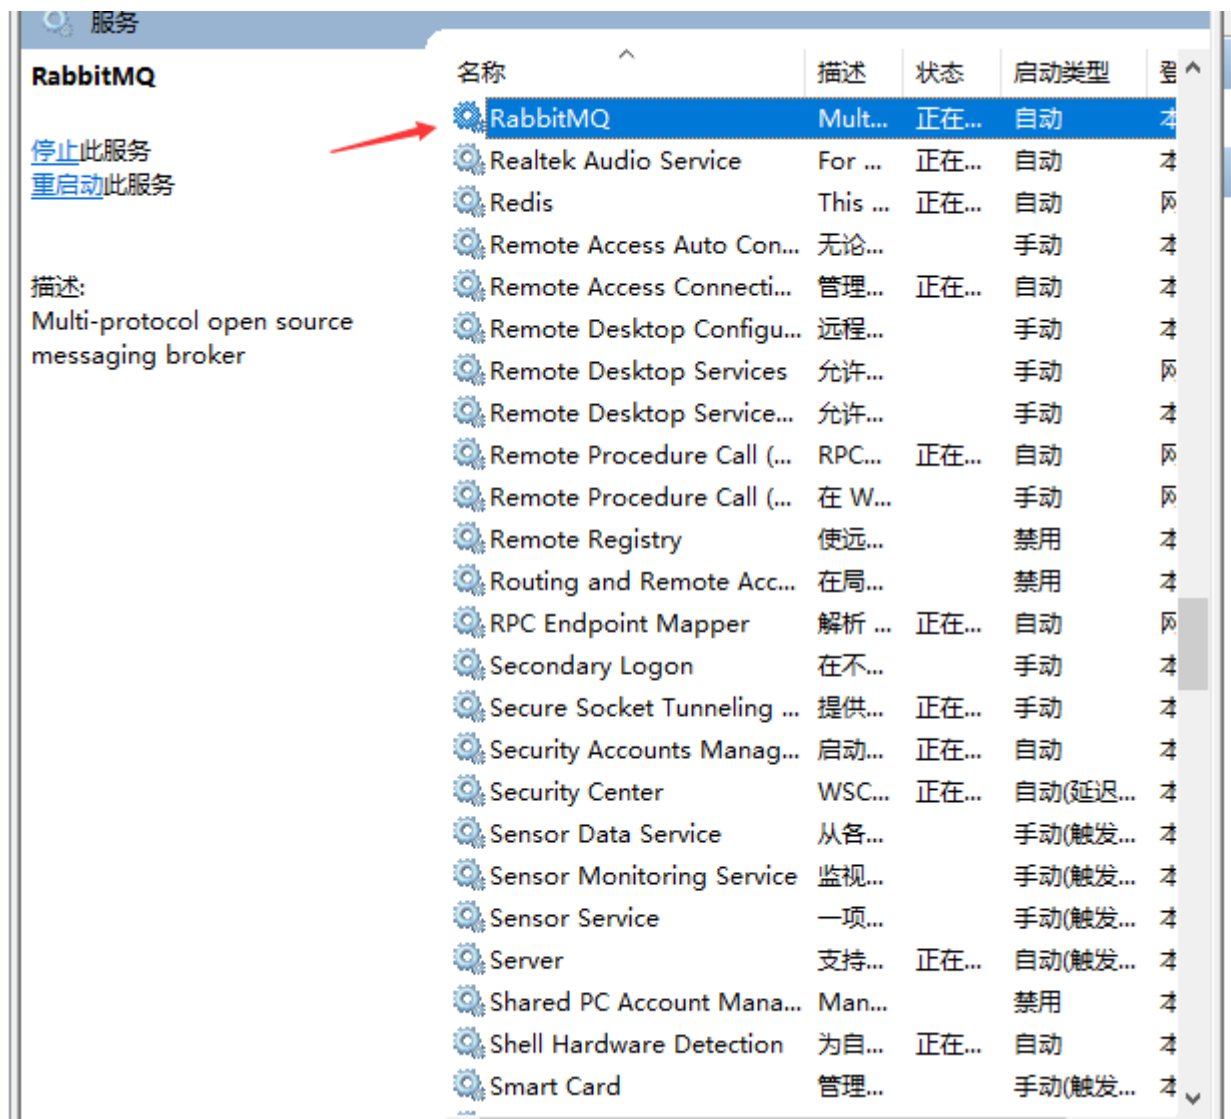 服务
RabbitMQ
停止此服务
重启动此服务
描述:
Multi-protocol open source
messaging broker
名称 描述 状态 启动类型
RabbitMQ Mult... 正在... 自动 本
Realtek Audio Service For ... 正在... 自动 本
Redis This ... 正在... 自动 网
Remote Access Auto Con... 无论... 手动 本
Remote Access Connecti... 管理... 正在... 自动 本
Remote Desktop Configu... 远程... 手动 本
Remote Desktop Services 允许... 手动 网
Remote Desktop Service... 允许... 手动 本
Remote Procedure Call (... RPC... 正在... 自动 网
Remote Procedure Call (... 在 W... 手动 网
Remote Registry 使远... 禁用 本
Routing and Remote Acc... 在局... 禁用 本
RPC Endpoint Mapper 解析 ... 正在... 自动 网
Secondary Logon 在不... 手动 本
Secure Socket Tunneling ... 提供... 正在... 手动 本
Security Accounts Manag... 启动... 正在... 自动 本
Security Center WSC... 正在... 自动(延迟... 本
Sensor Data Service 从各... 手动(触发... 本
Sensor Monitoring Service 监视... 手动(触发... 本
Sensor Service 一项... 手动(触发... 本
Server 支持... 正在... 自动(触发... 本
Shared PC Account Mana... Man... 禁用 本
Shell Hardware Detection 为自... 正在... 自动 本
Smart Card 管理... 手动(触发... 本